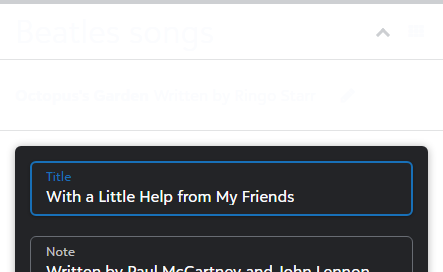 Beatles songs
Octopus's Garden Written by Ringo Starr
Title
With a Little Help from My Friends
Note
Written by Paul McCartney and John Lennon